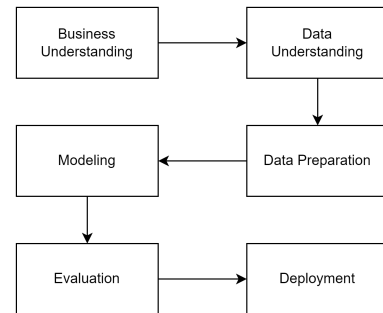 Business
Understanding
Data
Understanding
Modeling
Data Preparation
Evaluation
Deployment